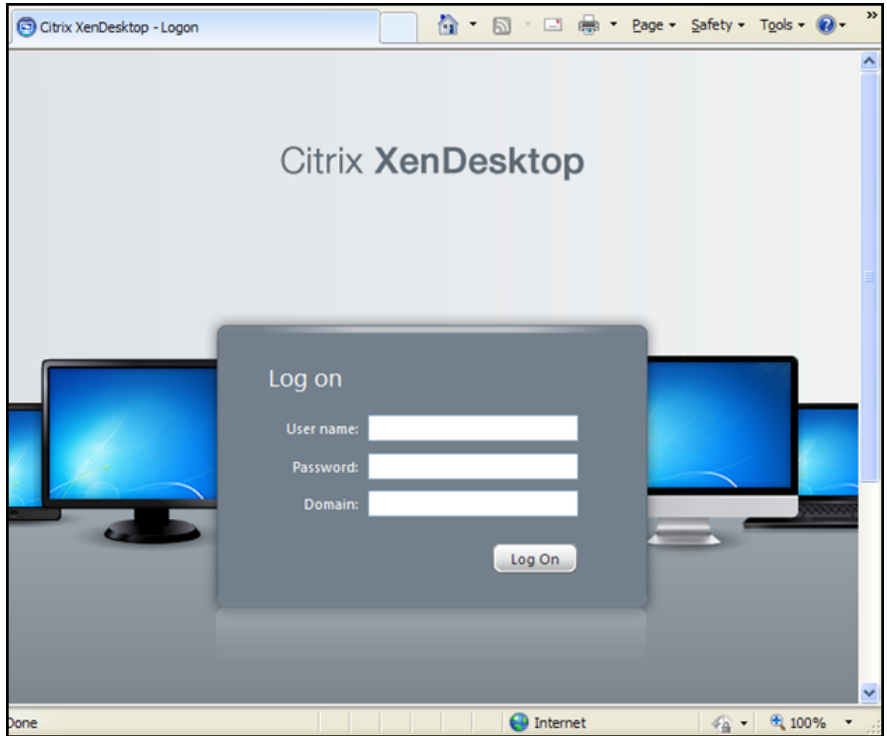 Citrix XenDesktop - Logon
Page Safety Tools »
Citrix XenDesktop
Log on
User name:
Password:
Domain:
Log On
Done Internet 100%